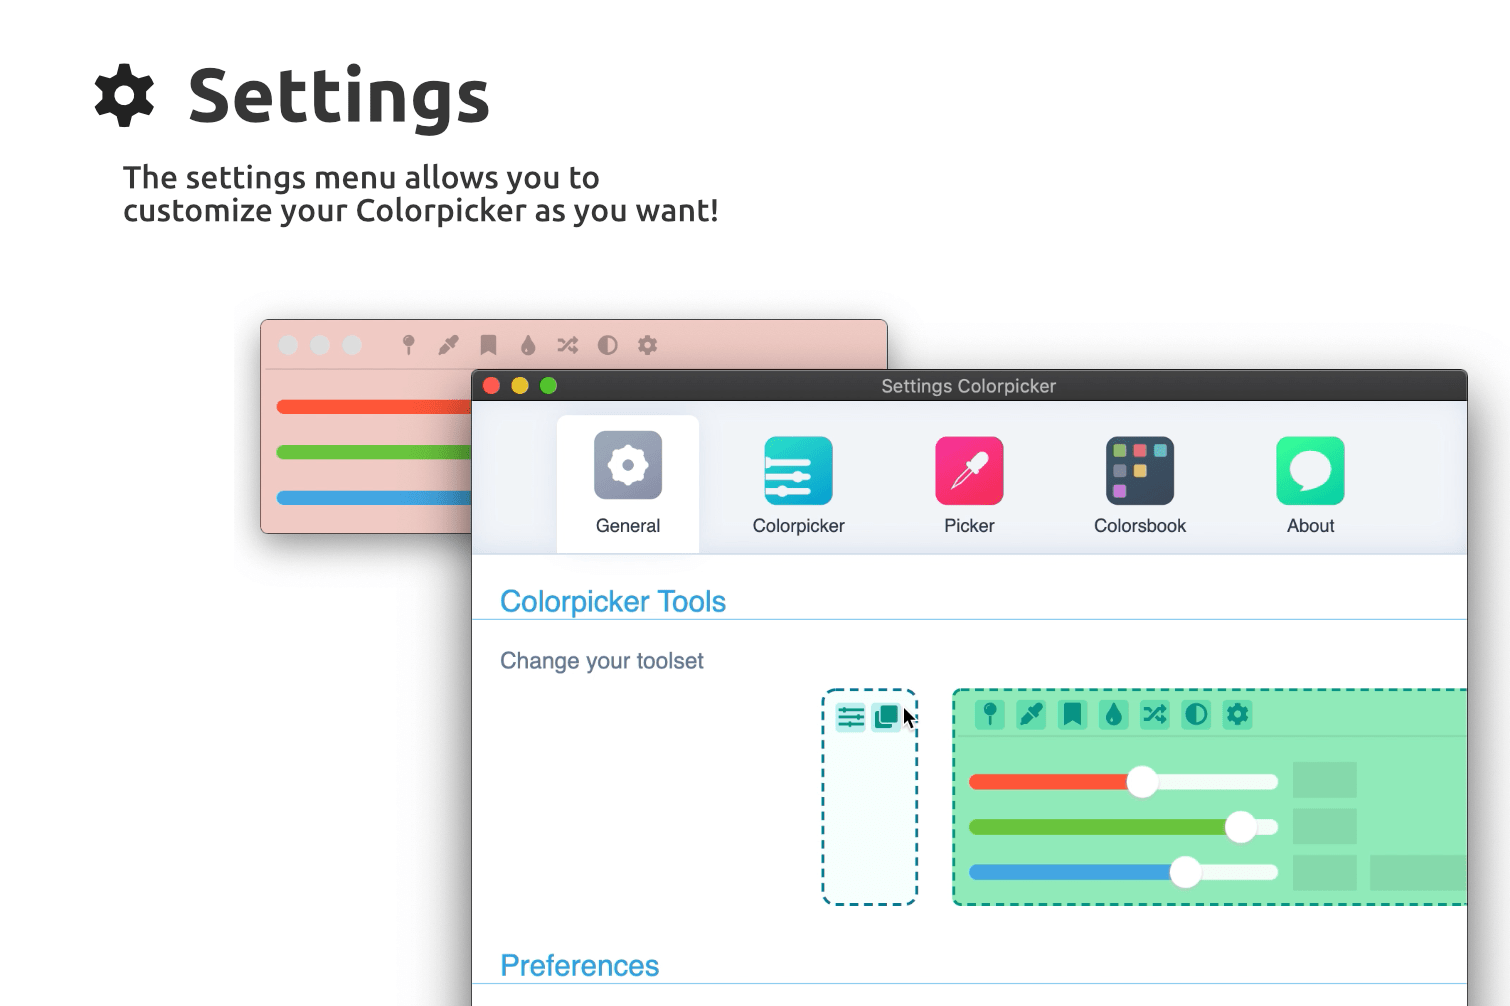 Settings
The settings menu allows you to
customize your Colorpicker as you want!
Settings Colorpicker
General
Colorpicker
Picker
Colorsbook
About
Colorpicker Tools
Change your toolset
Preferences